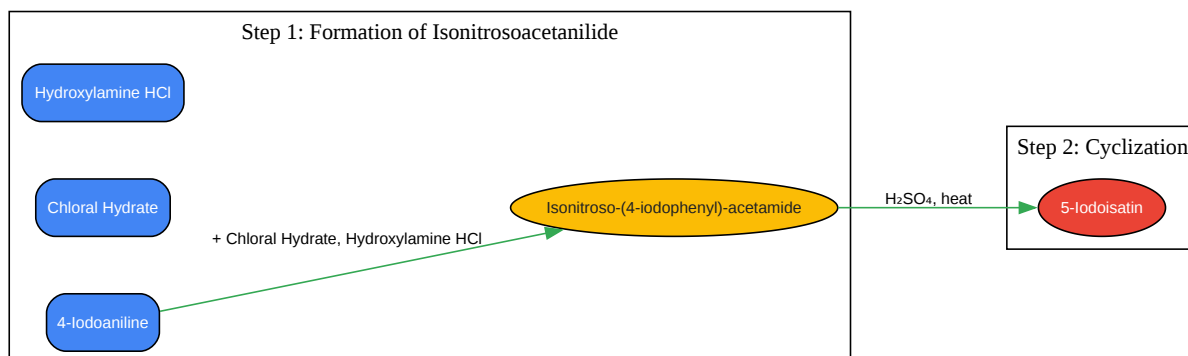 Step 1: Formation of Isonitrosoacetanilide
Hydroxylamine HCl
Chloral Hydrate
4-Iodoaniline
+ Chloral Hydrate, Hydroxylamine HCl
Isonitroso-(4-iodophenyl)-acetamide
H₂SO₄, heat
Step 2: Cyclization
5-Iodoisatin